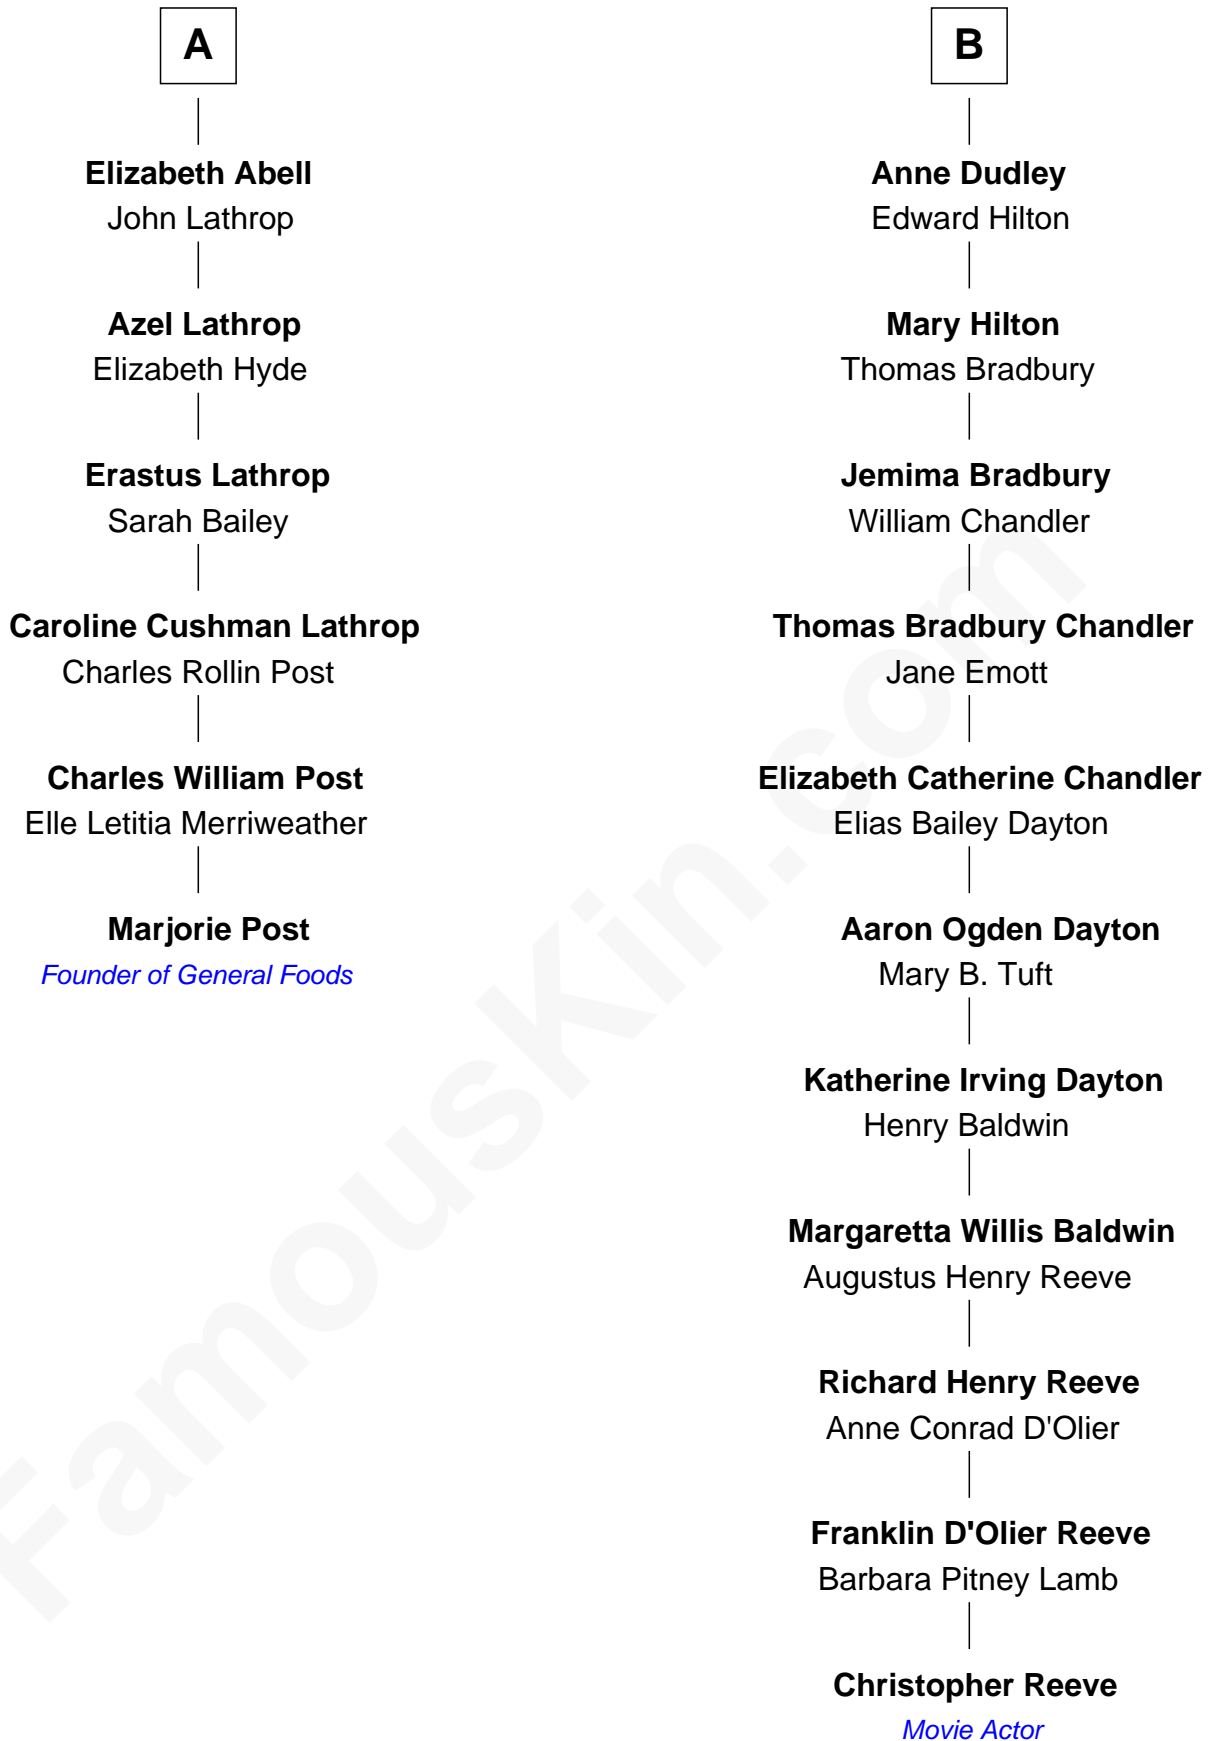 A
Elizabeth Abell
John Lathrop
Azel Lathrop
Elizabeth Hyde
Erastus Lathrop
Sarah Bailey
Caroline Cushman Lathrop
Charles Rollin Post
Charles William Post
Elle Letitia Merriweather
Marjorie Post
Founder of General Foods
B
Anne Dudley
Edward Hilton
Mary Hilton
Thomas Bradbury
Jemima Bradbury
William Chandler
Thomas Bradbury Chandler
Jane Emott
Elizabeth Catherine Chandler
Elias Bailey Dayton
Aaron Ogden Dayton
Mary B. Tuft
Katherine Irving Dayton
Henry Baldwin
Margaretta Willis Baldwin
Augustus Henry Reeve
Richard Henry Reeve
Anne Conrad D'Olier
Franklin D'Olier Reeve
Barbara Pitney Lamb
Christopher Reeve
Movie Actor
FamousKin.com